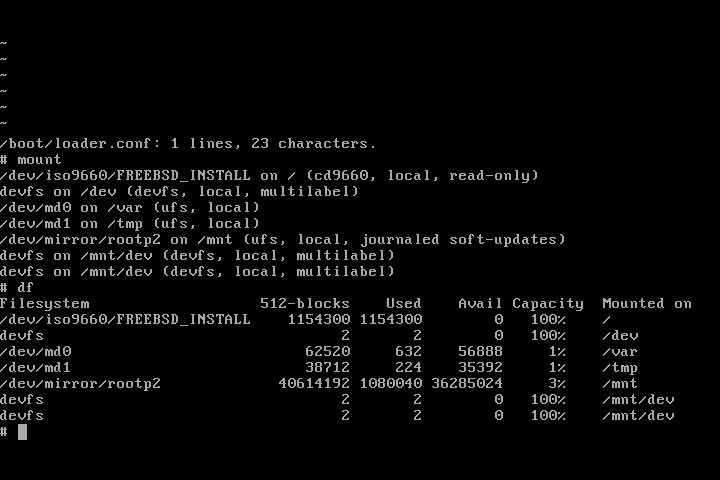 ~
~
~
~
~
~
/boot/loader.conf: 1 lines, 23 characters.
# mount
/dev/iso9660/FREEBSD_INSTALL on / (cd9660, local, read-only)
devfs on /dev (devfs, local, multilabel)
/dev/md0 on /var (ufs, local)
/dev/md1 on /tmp (ufs, local)
/dev/mirror/rootp2 on /mnt (ufs, local, journaled soft-updates)
devfs on /mnt/dev (devfs, local, multilabel)
devfs on /mnt/dev (devfs, local, multilabel)
# df
Filesystem 512-blocks Used Avail Capacity Mounted on
/dev/iso9660/FREEBSD_INSTALL 1154300 1154300 0 100% /
devfs 2 2 0 100% /dev
/dev/md0 62520 632 56888 1% /var
/dev/md1 38712 224 35392 1% /tmp
/dev/mirror/rootp2 40614192 1080040 36285024 3% /mnt
devfs 2 2 0 100% /mnt/dev
devfs 2 2 0 100% /mnt/dev
#